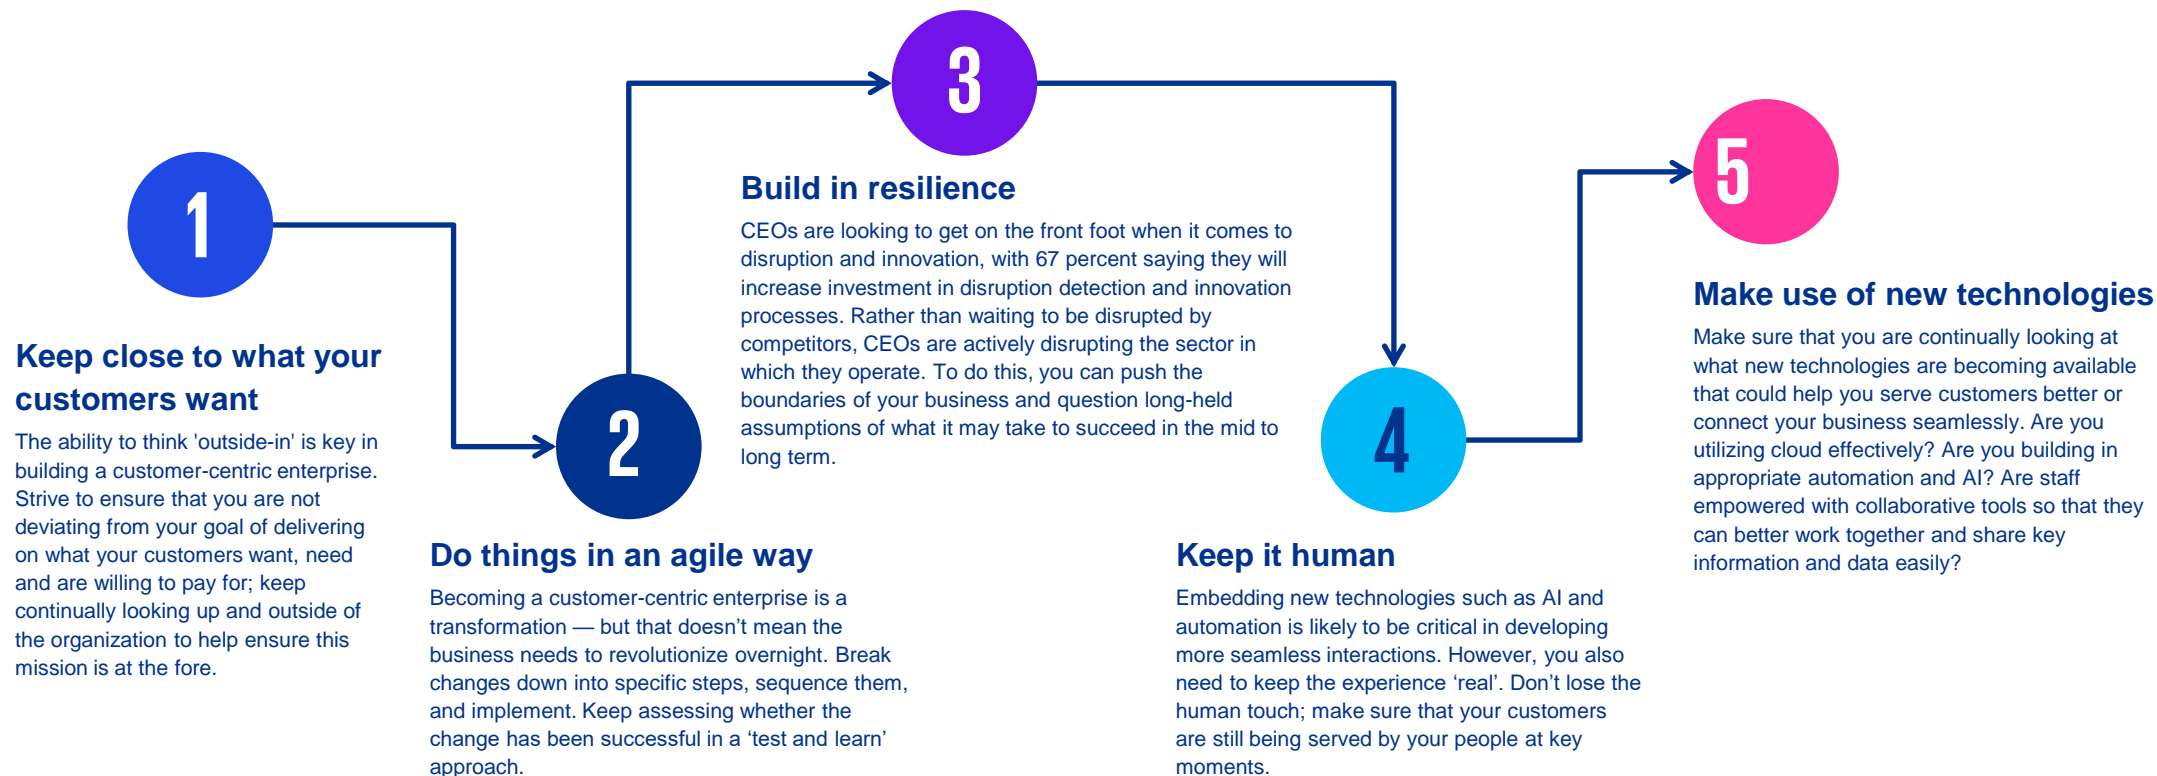 1
Keep close to what your
customers want
The ability to think 'outside-in' is key in
building a customer-centric enterprise.
Strive to ensure that you are not
deviating from your goal of delivering
on what your customers want, need
and are willing to pay for; keep
continually looking up and outside of
the organization to help ensure this
mission is at the fore.
2
Do things in an agile way
Becoming a customer-centric enterprise is a
transformation — but that doesn’t mean the
business needs to revolutionize overnight. Break
changes down into specific steps, sequence them,
and implement. Keep assessing whether the
change has been successful in a ‘test and learn’
approach.
3
Build in resilience
CEOs are looking to get on the front foot when it comes to
disruption and innovation, with 67 percent saying they will
increase investment in disruption detection and innovation
processes. Rather than waiting to be disrupted by
competitors, CEOs are actively disrupting the sector in
which they operate. To do this, you can push the
boundaries of your business and question long-held
assumptions of what it may take to succeed in the mid to
long term.
4
Keep it human
Embedding new technologies such as AI and
automation is likely to be critical in developing
more seamless interactions. However, you also
need to keep the experience ‘real’. Don’t lose the
human touch; make sure that your customers
are still being served by your people at key
moments.
5
Make use of new technologies
Make sure that you are continually looking at
what new technologies are becoming available
that could help you serve customers better or
connect your business seamlessly. Are you
utilizing cloud effectively? Are you building in
appropriate automation and AI? Are staff
empowered with collaborative tools so that they
can better work together and share key
information and data easily?